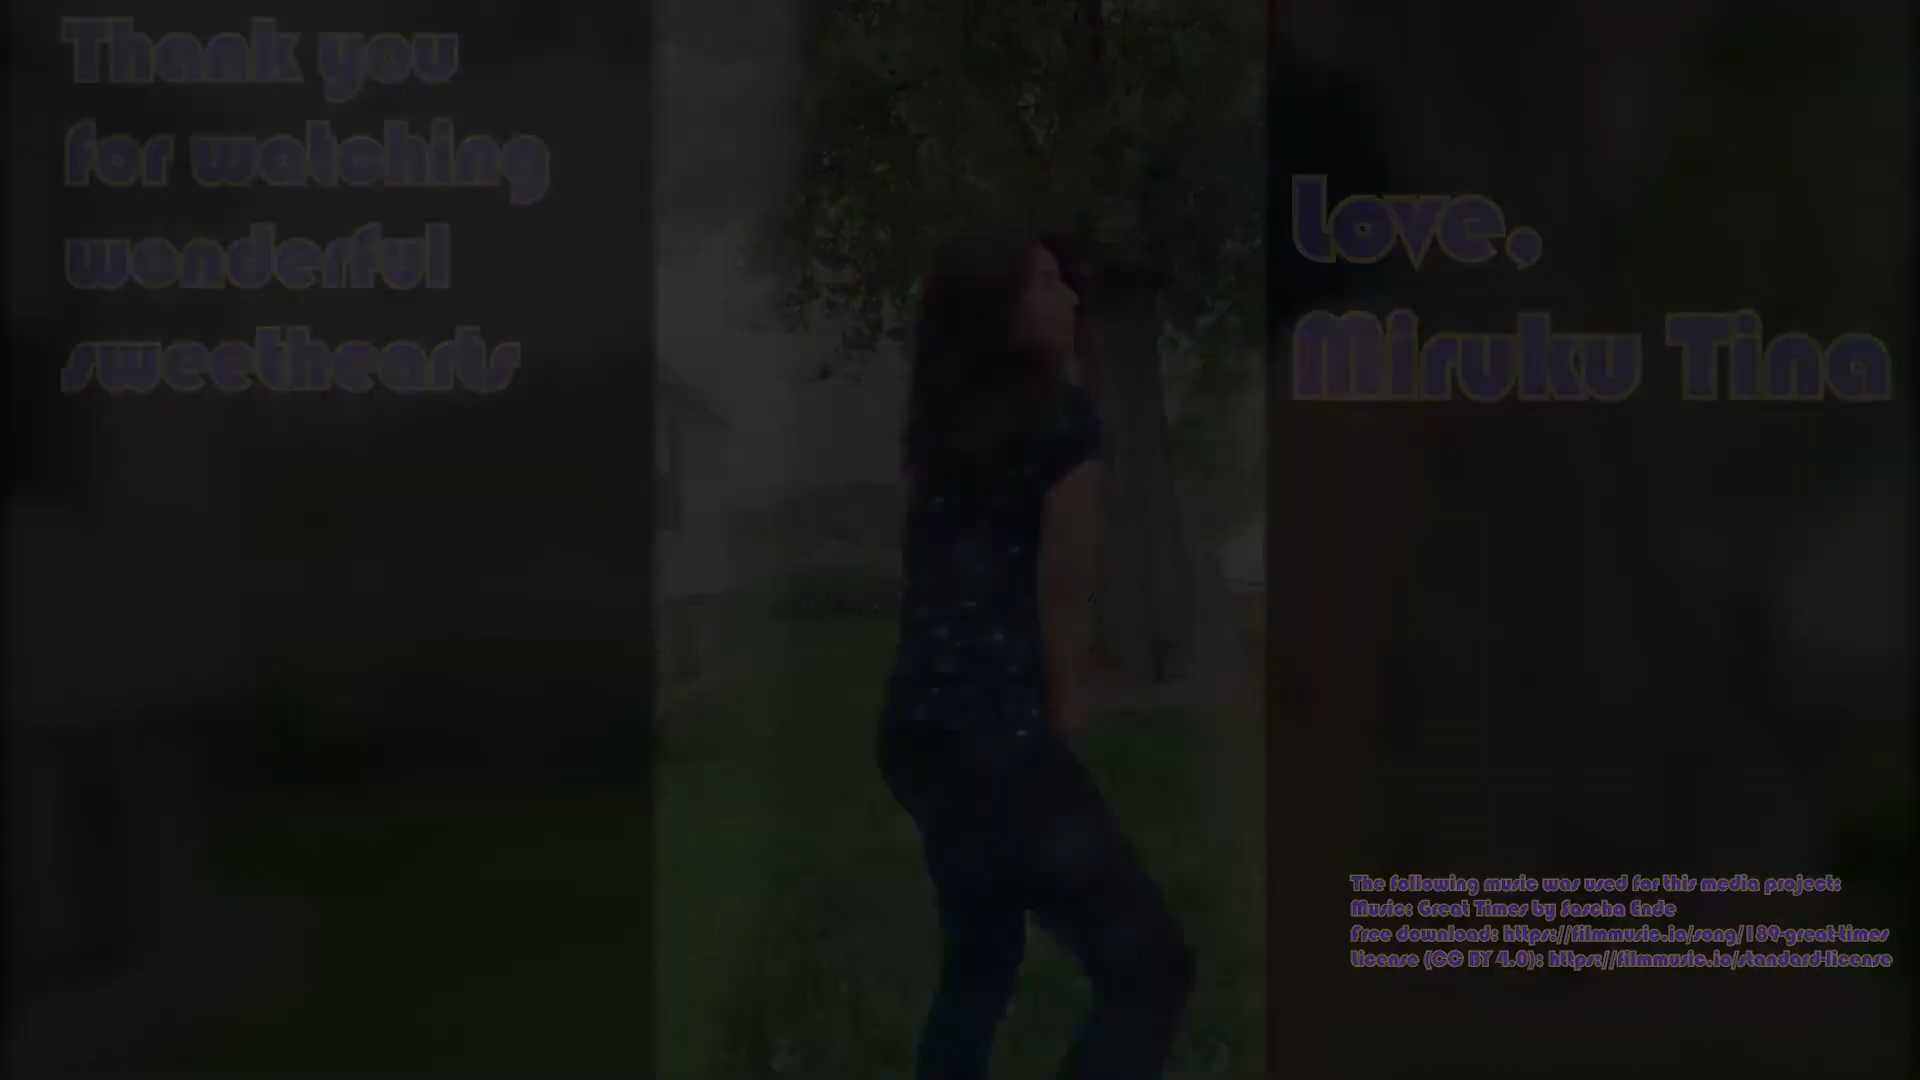 Thank you
for watching
wonderful
sweethearts
Love,
Miruku Tina
The following music was used for this media project:
Music: Great Times by Sascha Ende
Free download: https://filmmusic.io/song/189-great-times
License (CC BY 4.0): https://filmmusic.io/standard-license